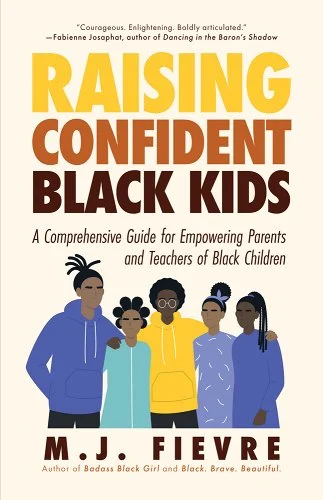 "Courageous. Enlightening. Boldly articulated."
—Fabienne Josaphat, author of Dancing in the Baron's Shadow
RAISING
CONFIDENT
BLACK KIDS
A Comprehensive Guide for Empowering Parents
and Teachers of Black Children
M.J. FIEVRE
Author of Badass Black Girl and Black. Brave. Beautiful.